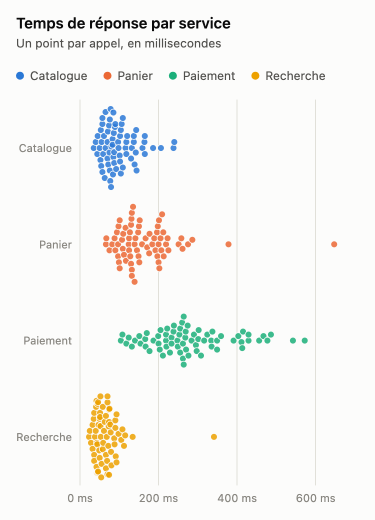 Temps de réponse par service
Un point par appel, en millisecondes
Catalogue Panier Paiement Recherche
Catalogue
Panier
Paiement
Recherche
0 ms 200 ms 400 ms 600 ms